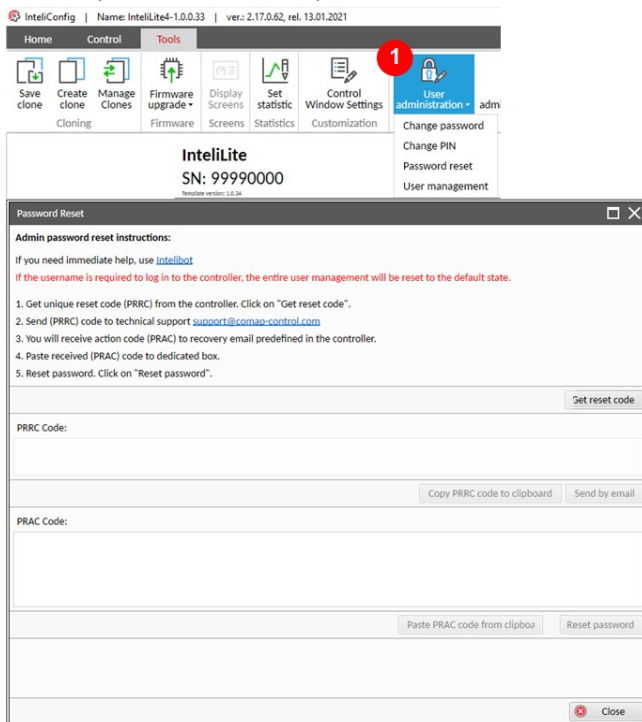 InteliConfig | Name: InteliLite4-1.0.0.33 | ver.: 2.17.0.62, rel. 13.01.2021
Home Control Tools
1
Save clone
Create clone
Manage Clones
Firmware upgrade
Display Screens
Set statistic
Control Window Settings
User administration
admi
Cloning Firmware Screens Statistics Customization
Change password
Change PIN
Password reset
User management
InteliLite
SN: 99990000
Template version: 1.0.34
Password Reset
Admin password reset instructions:
If you need immediate help, use Intelibot
If the username is required to log in to the controller, the entire user management will be reset to the default state.
1. Get unique reset code (PRRC) from the controller. Click on "Get reset code".
2. Send (PRRC) code to technical support support@comap-control.com
3. You will receive action code (PRAC) to recovery email predefined in the controller.
4. Paste received (PRAC) code to dedicated box.
5. Reset password. Click on "Reset password".
Get reset code
PRRC Code:
Copy PRRC code to clipboard Send by email
PRAC Code:
Paste PRAC code from clipboa Reset password
Close